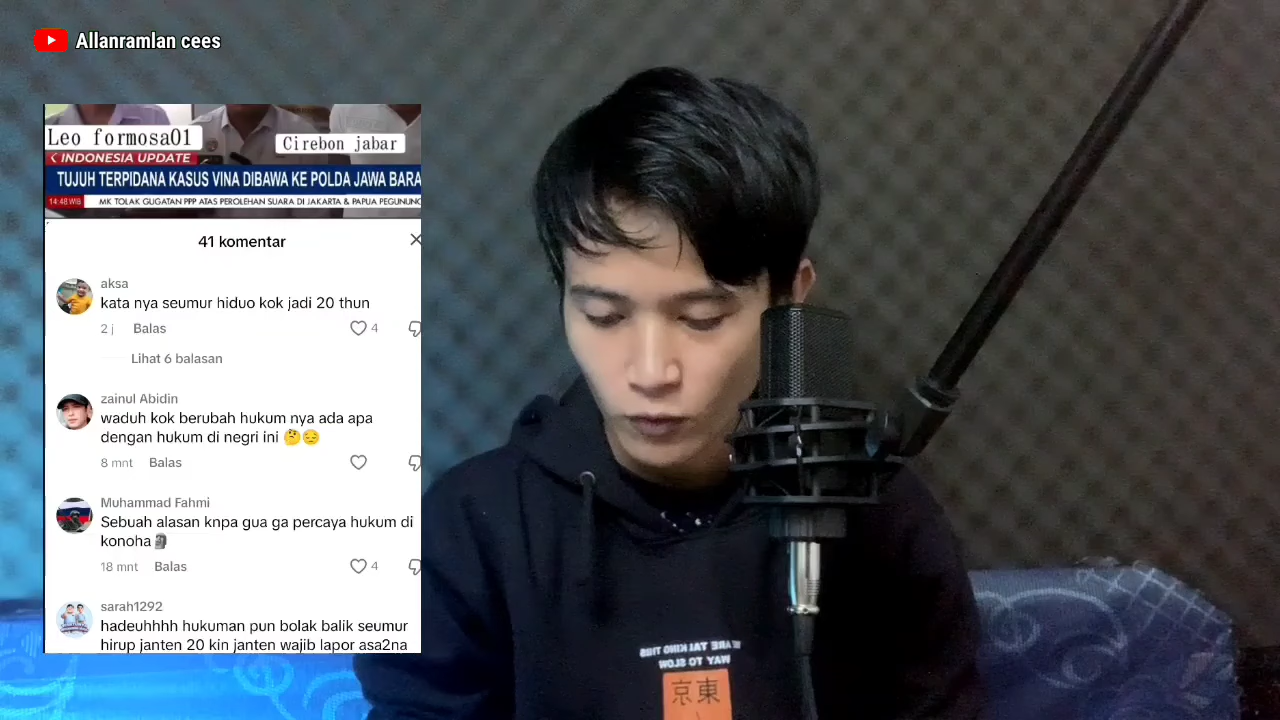 Allanramlan cees
Leo formosa01
Cirebon jabar
INDONESIA UPDATE
TUJUH TERPIDANA KASUS VINA DIBAWA KE POLDA JAWA BARA
14:48 WIB
MK TOLAK GUGATAN PPP ATAS PEROLEHAN SUARA DI JAKARTA & PAPUA PEGUNUNG
41 komentar
aksa
kata nya seumur hiduo kok jadi 20 thun
2 j Balas 4
Lihat 6 balasan
zainul Abidin
waduh kok berubah hukum nya ada apa
dengan hukum di negri ini 🤔😔
8 mnt Balas
Muhammad Fahmi
Sebuah alasan knpa gua ga percaya hukum di
konoha🗿
18 mnt Balas 4
sarah1292
hadeuhhhh hukuman pun bolak balik seumur
hirup janten 20 kin janten wajib lapor asa2na
WAY TO SLOW
京東